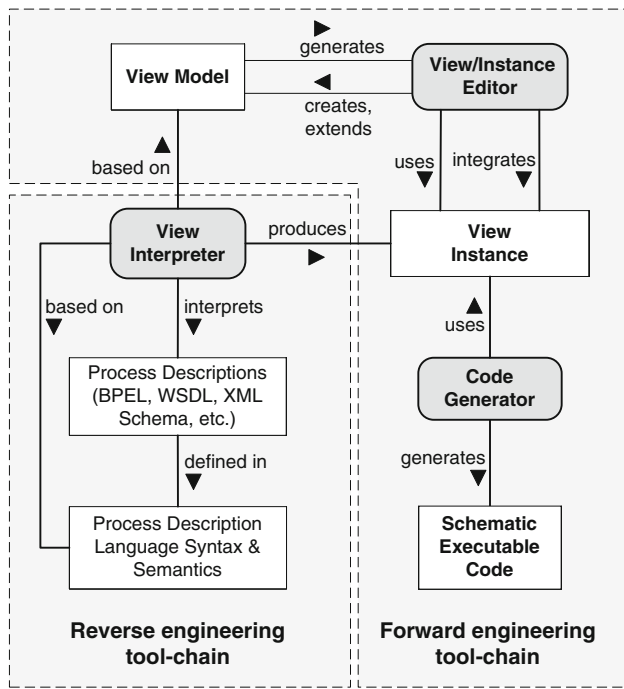 generates
View Model
View/Instance
Editor
creates,
extends
based on
uses
integrates
View
Interpreter
produces
View
Instance
based on
interprets
uses
Process Descriptions
(BPEL, WSDL, XML
Schema, etc.)
Code
Generator
defined in
generates
Process Description
Language Syntax &
Semantics
Schematic
Executable
Code
Reverse engineering
tool-chain
Forward engineering
tool-chain